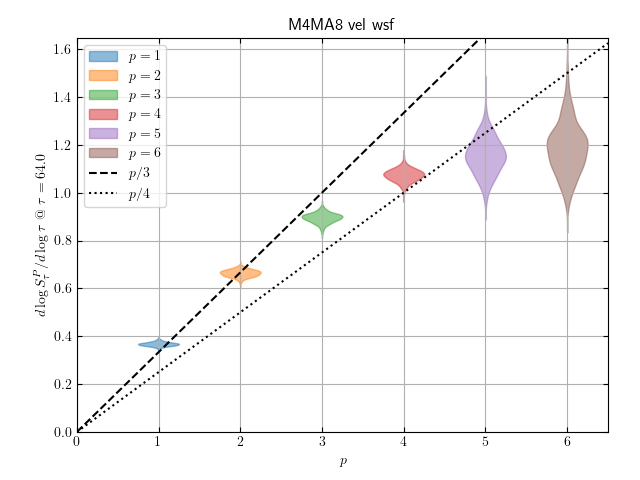 M4MA8 vel wsf
d log S_τ^P / d log τ @ τ = 64.0
1.6
1.4
1.2
1.0
0.8
0.6
0.4
0.2
0.0
p = 1
p = 2
p = 3
p = 4
p = 5
p = 6
p/3
p/4
0 1 2 3 4 5 6
p